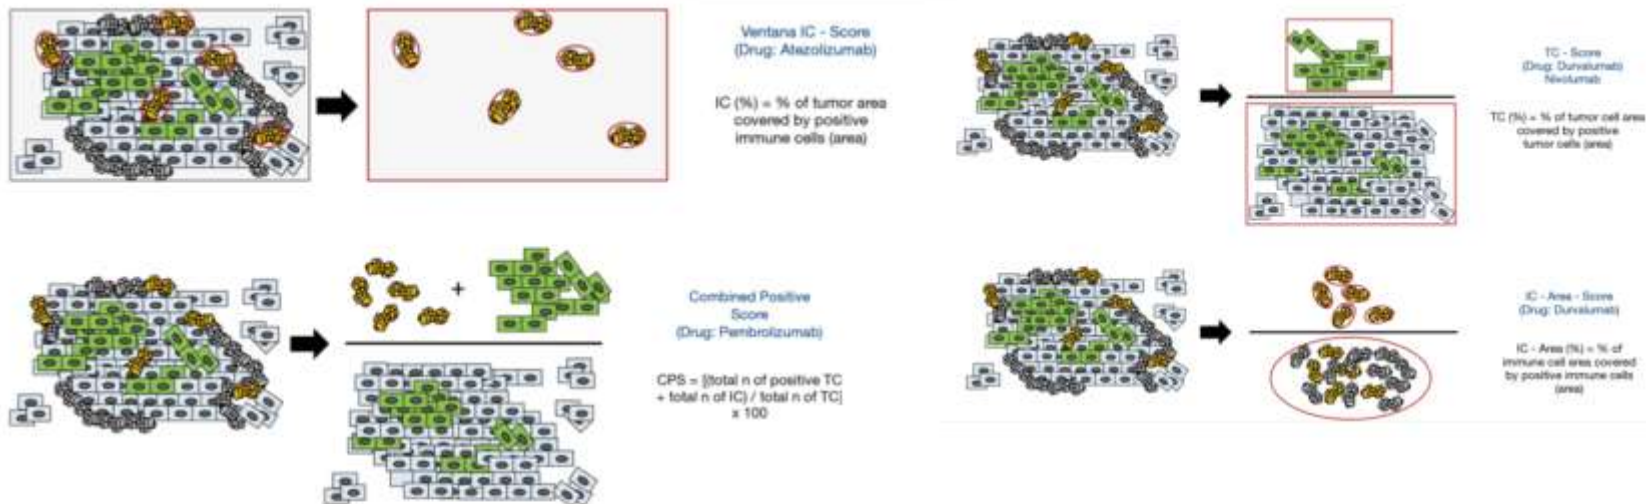 Ventana IC - Score
(Drug: Atezolizumab)
IC (%) = % of tumor area
covered by positive
immune cells (area)
TC - Score
(Drug: Durvalumab)
Nivolumab
TC (%) = % of tumor cell area
covered by positive
tumor cells (area)
+
Combined Positive
Score
(Drug: Pembrolizumab)
CPS = [(total n of positive TC
+ total n of IC) / total n of TC]
x 100
IC - Area - Score
(Drug: Durvalumab)
IC - Area (%) = % of
immune cell area covered
by positive immune cells
(area)